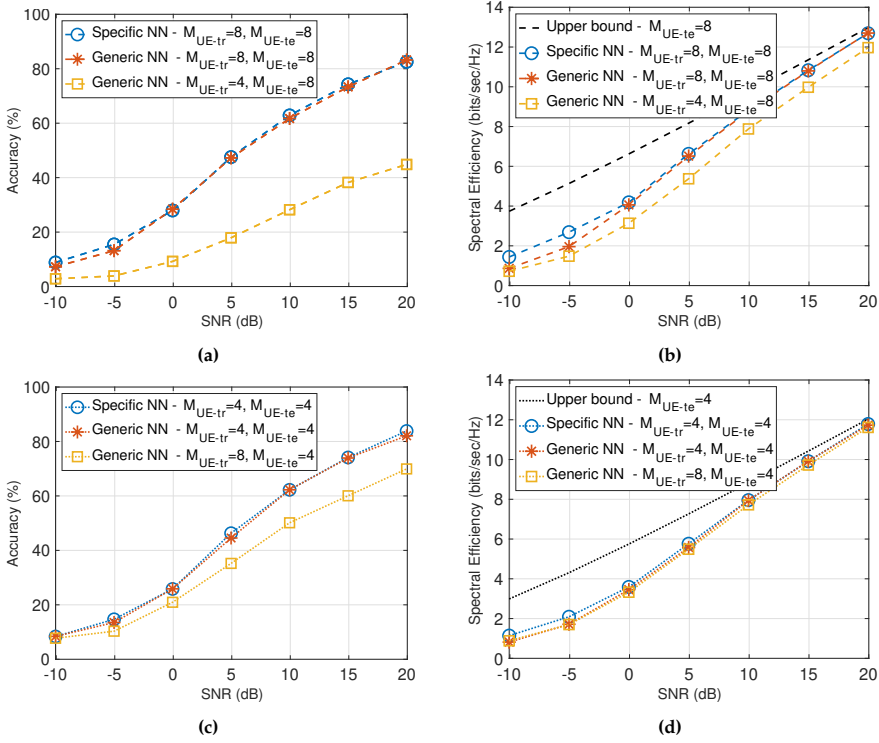 Specific NN - M_UE-tr=8, M_UE-te=8
Generic NN - M_UE-tr=8, M_UE-te=8
Generic NN - M_UE-tr=4, M_UE-te=8
Accuracy (%)
100
80
60
40
20
0
-10 -5 0 5 10 15 20
SNR (dB)
(a)
Upper bound - M_UE-te=8
Specific NN - M_UE-tr=8, M_UE-te=8
Generic NN - M_UE-tr=8, M_UE-te=8
Generic NN - M_UE-tr=4, M_UE-te=8
Spectral Efficiency (bits/sec/Hz)
14
12
10
8
6
4
2
0
-10 -5 0 5 10 15 20
SNR (dB)
(b)
Specific NN - M_UE-tr=4, M_UE-te=4
Generic NN - M_UE-tr=4, M_UE-te=4
Generic NN - M_UE-tr=8, M_UE-te=4
Accuracy (%)
100
80
60
40
20
0
-10 -5 0 5 10 15 20
SNR (dB)
(c)
Upper bound - M_UE-te=4
Specific NN - M_UE-tr=4, M_UE-te=4
Generic NN - M_UE-tr=4, M_UE-te=4
Generic NN - M_UE-tr=8, M_UE-te=4
Spectral Efficiency (bits/sec/Hz)
14
12
10
8
6
4
2
0
-10 -5 0 5 10 15 20
SNR (dB)
(d)